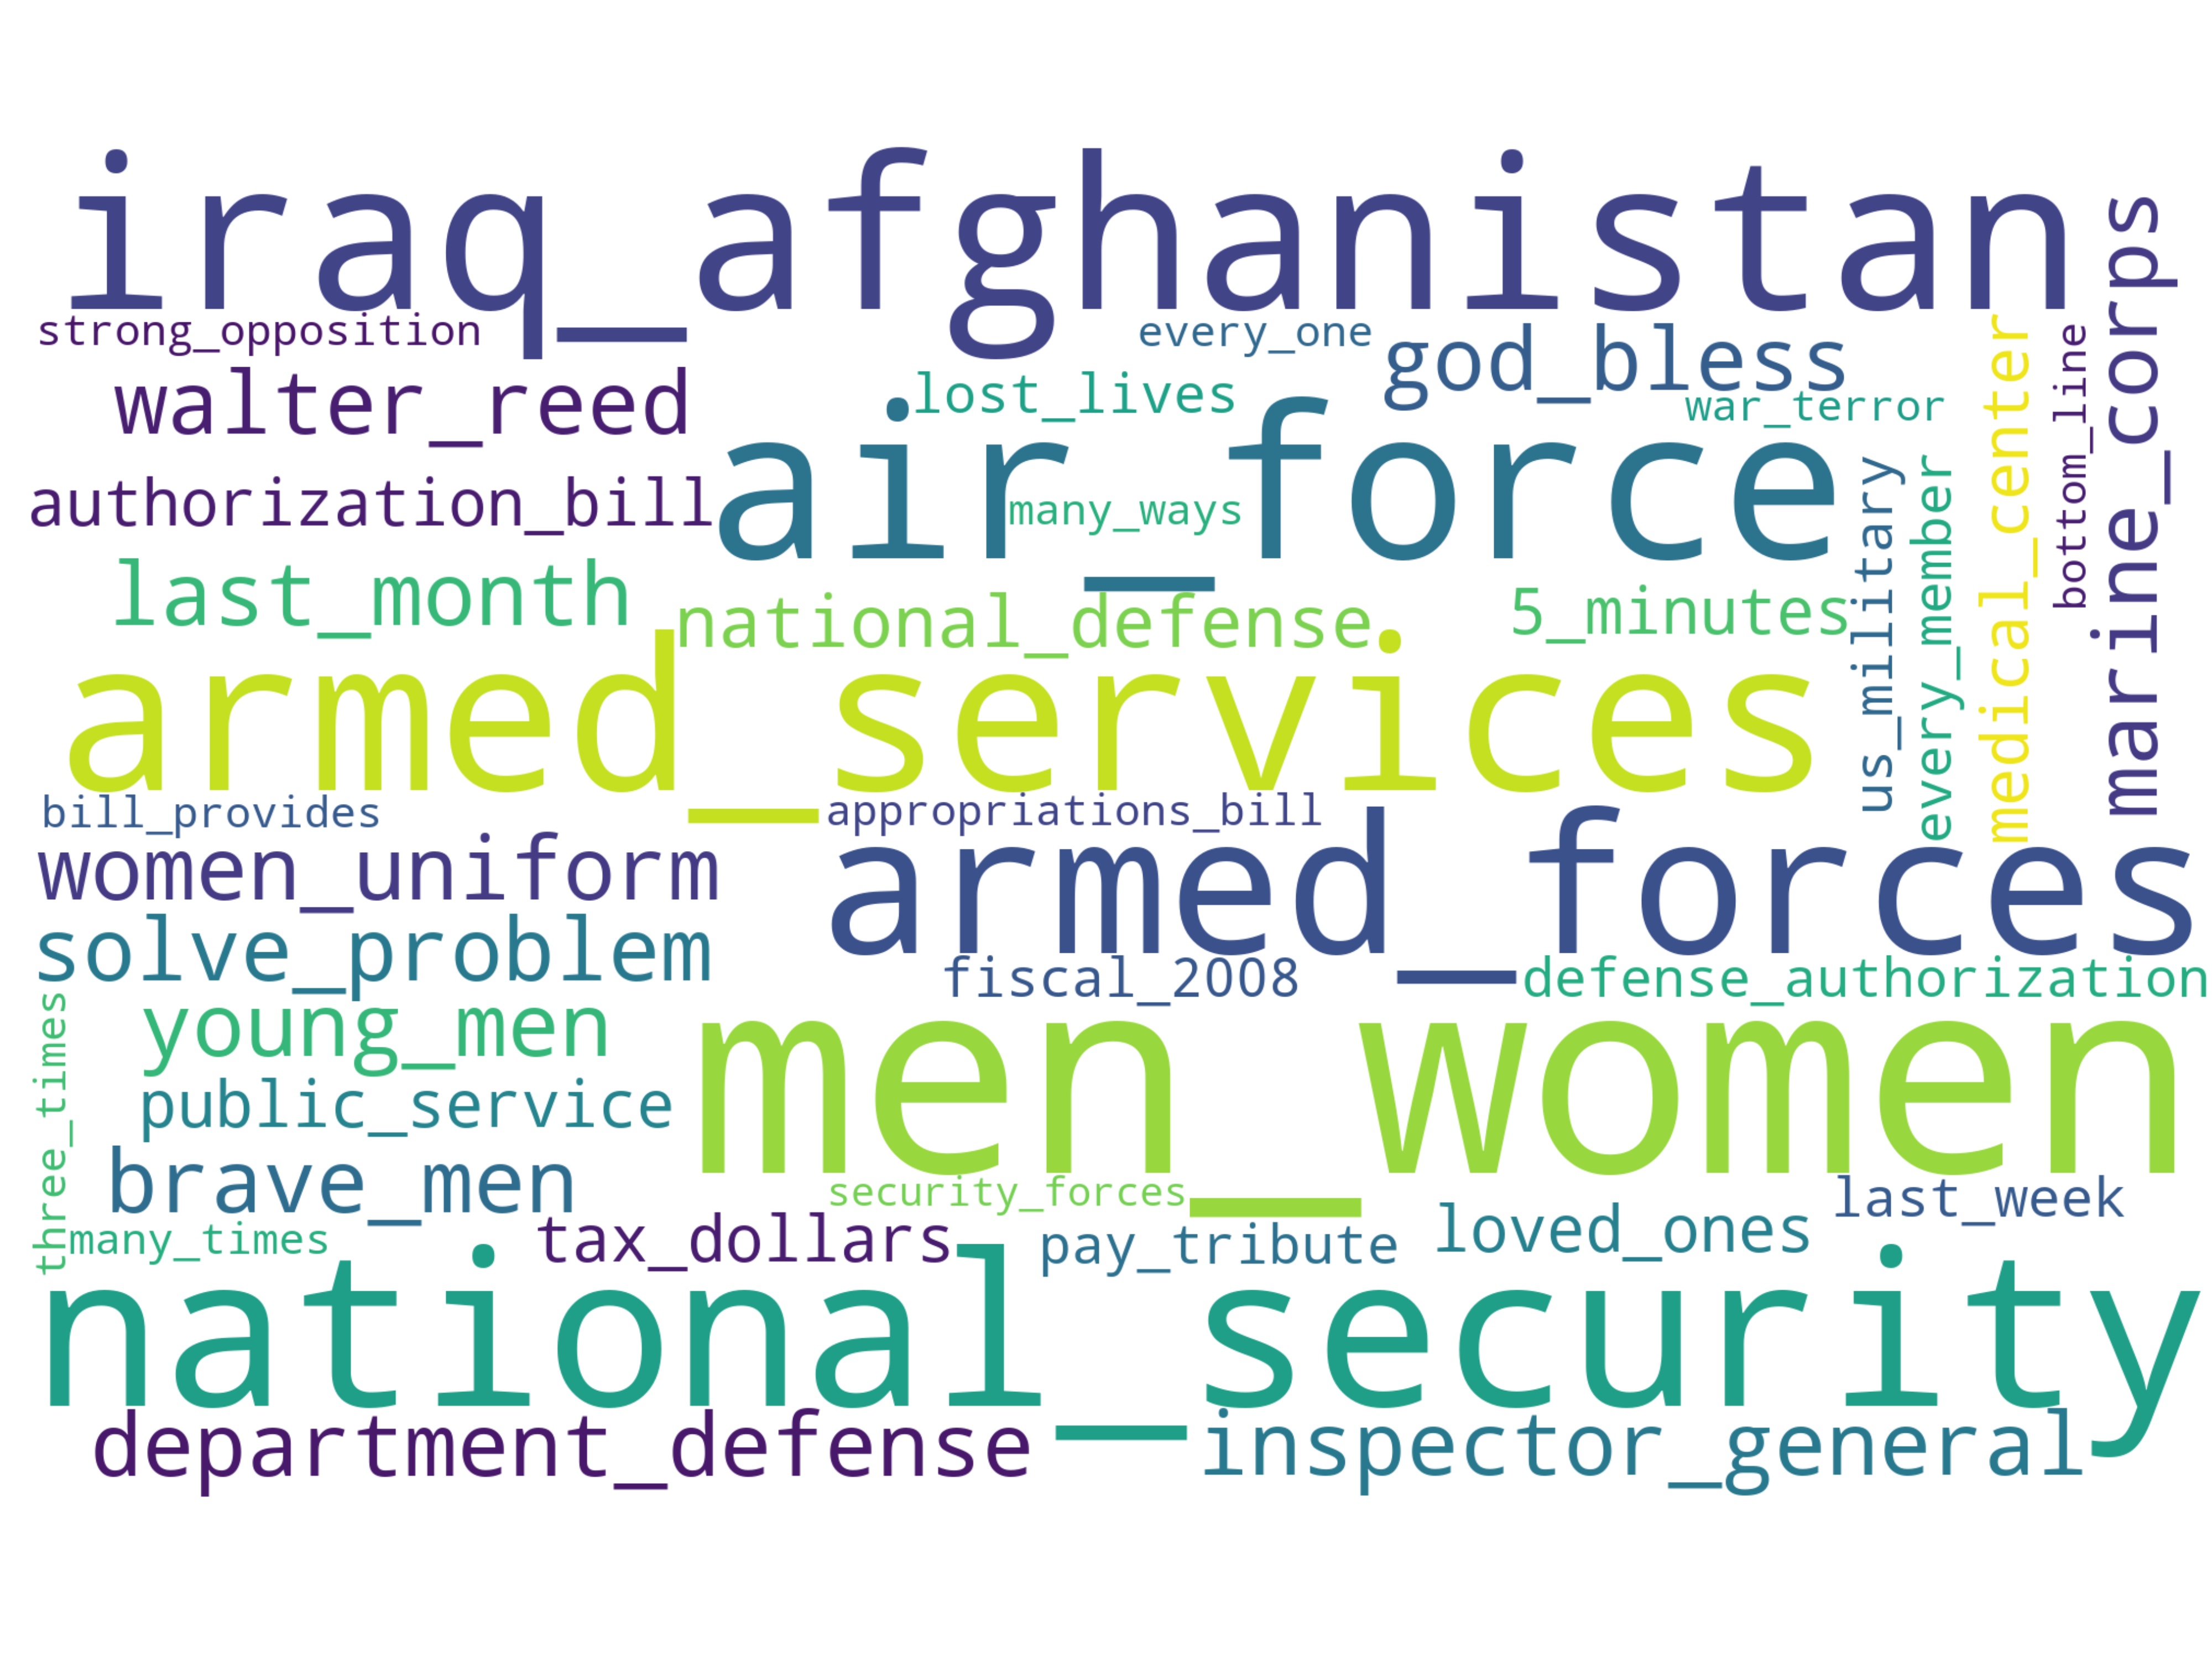 iraq_afghanistan
strong_opposition
every_one
god_bless
walter_reed
lost_lives
war_terror
air_force
authorization_bill
many_ways
last_month
national_defense
5_minutes
us_military
every_member
medical_center
bottom_line
marine_corps
armed_services
bill_provides
appropriations_bill
women_uniform
armed_forces
solve_problem
fiscal_2008
defense_authorization
three_times
young_men
men_women
public_service
brave_men
security_forces
last_week
many_times
tax_dollars
pay_tribute
loved_ones
national_security
department_defense
inspector_general